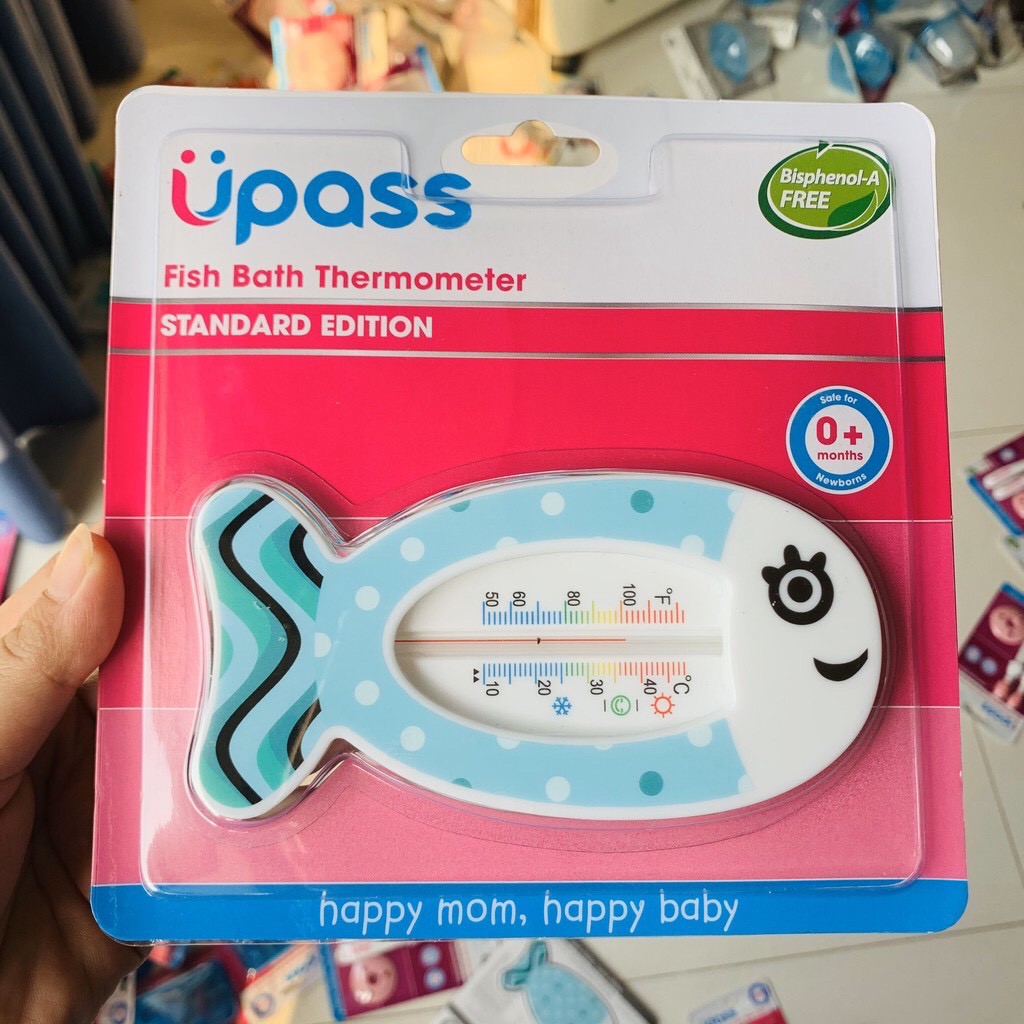 üpass
Bisphenol-A
FREE
Fish Bath Thermometer
STANDARD EDITION
Safe for
0+
months
Newborns
50 60 80 100 °F
10 20 30 40 °C
happy mom, happy baby